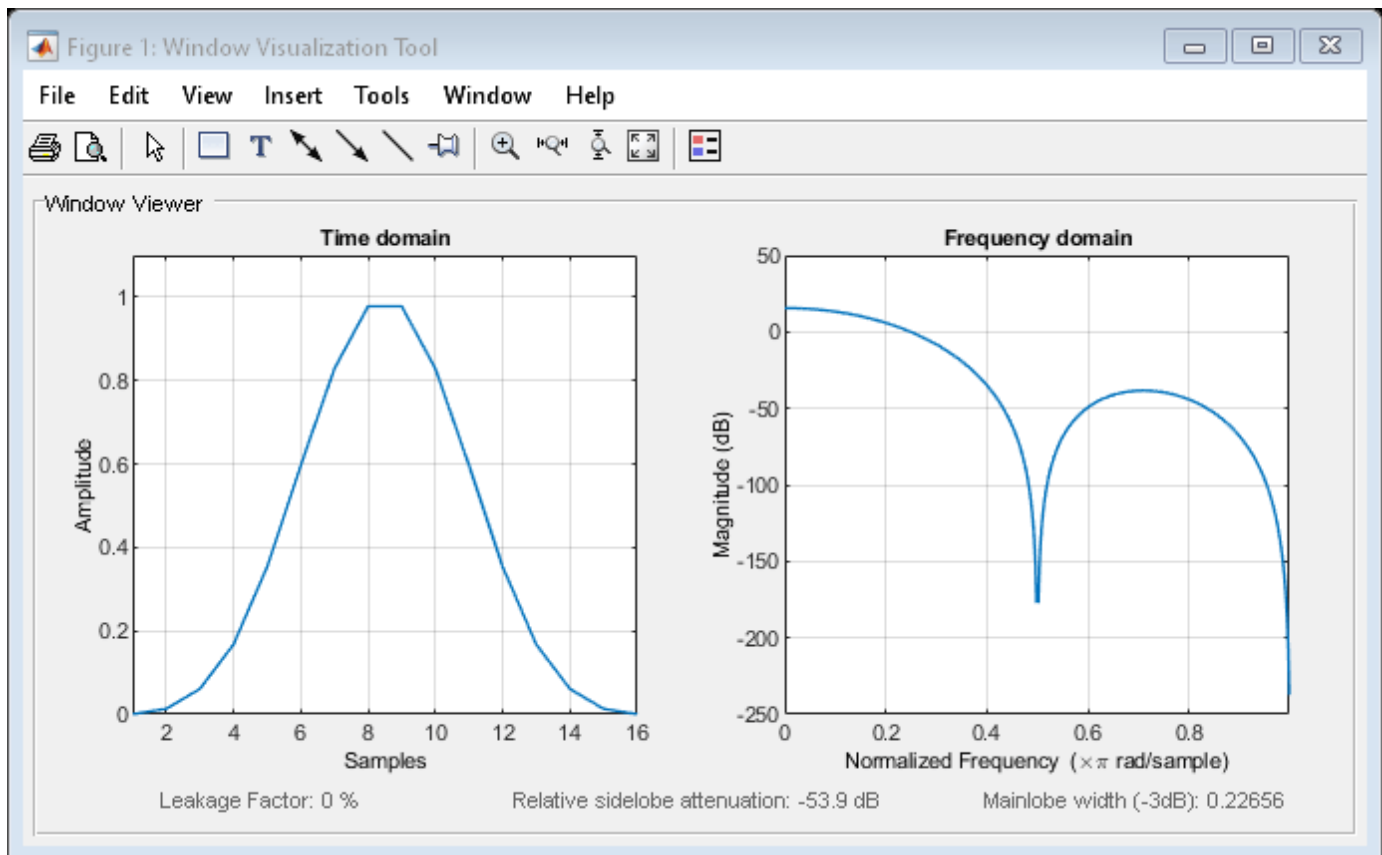 Figure 1: Window Visualization Tool
File Edit View Insert Tools Window Help
T
Window Viewer
Time domain
1
0.8
0.6
0.4
0.2
0
Amplitude
2 4 6 8 10 12 14 16
Samples
Frequency domain
50
0
-50
-100
-150
-200
-250
Magnitude (dB)
0 0.2 0.4 0.6 0.8
Normalized Frequency (×π rad/sample)
Leakage Factor: 0 % Relative sidelobe attenuation: -53.9 dB Mainlobe width (-3dB): 0.22656